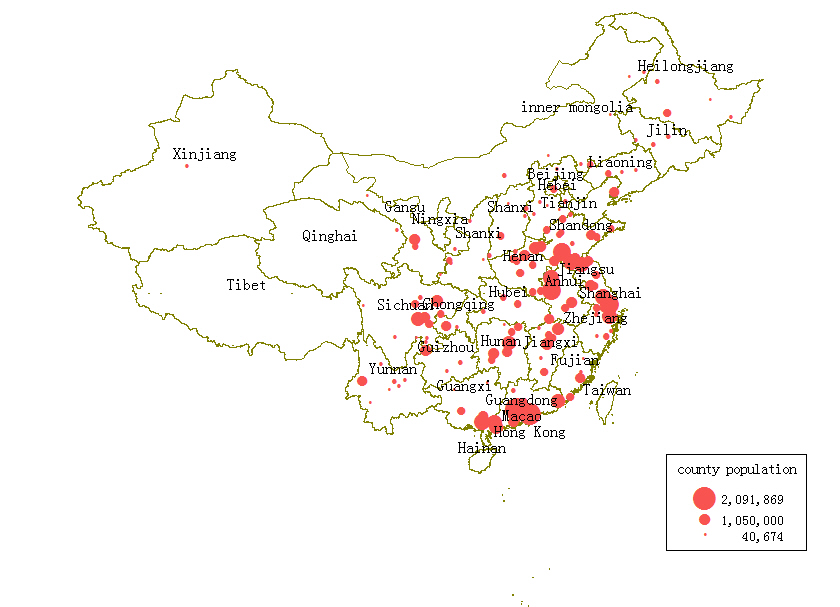 Heilongjiang
inner mongolia
Jilin
Xinjiang
Liaoning
Beijing
Hebei
Tianjin
Gansu
Shanxi
Ningxia
Shandong
Qinghai
Shanxi
Henan
Jiangsu
Tibet
Anhui
Hubei
Shanghai
Sichuan
Chongqing
Zhejiang
Hunan
Jiangxi
Guizhou
Fujian
Yunnan
Guangxi
Taiwan
Guangdong
Macao
Hong Kong
Hainan
county population
2,091,869
1,050,000
40,674